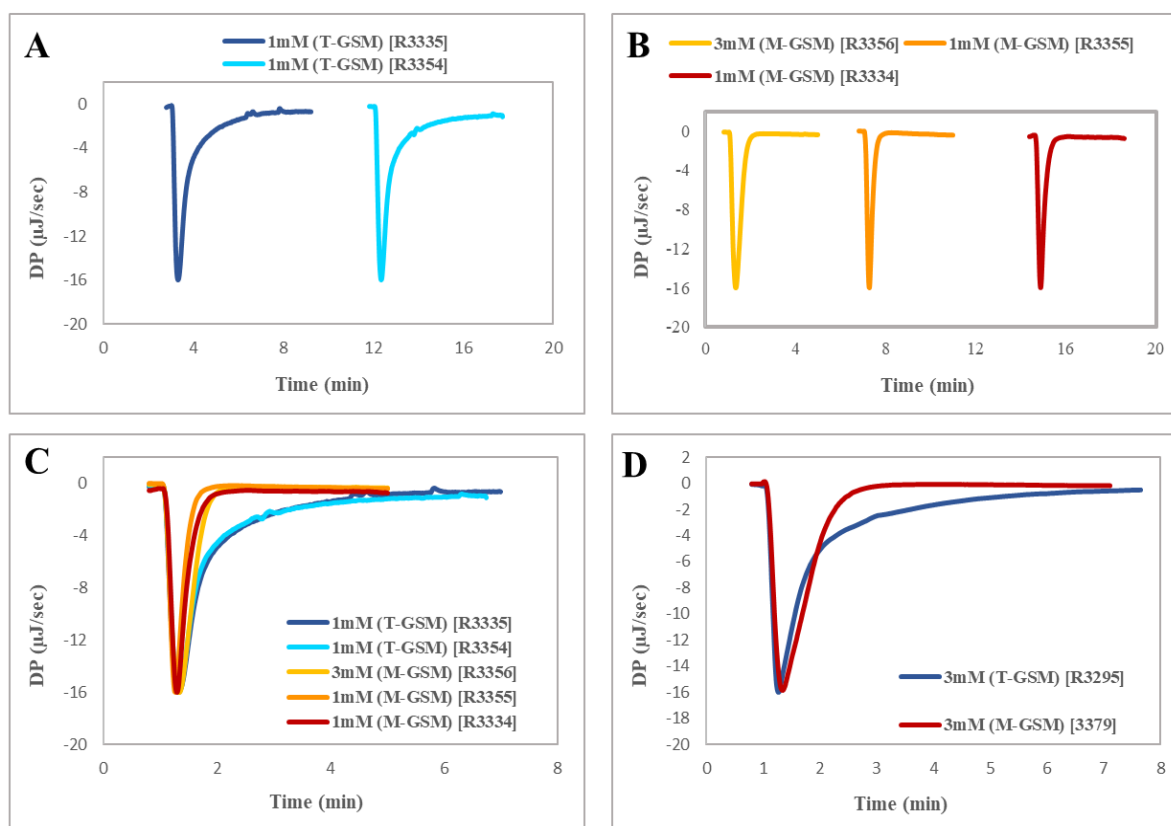 A
1mM (T-GSM) [R3335]
1mM (T-GSM) [R3354]
0
-4
-8
-12
-16
-20
DP (µJ/sec)
0 4 8 12 16 20
Time (min)
B
3mM (M-GSM) [R3356] 1mM (M-GSM) [R3355]
1mM (M-GSM) [R3334]
0
-4
-8
-12
-16
-20
DP (µJ/sec)
0 4 8 12 16 20
Time (min)
C
0
-4
-8
-12
-16
-20
DP (µJ/sec)
1mM (T-GSM) [R3335]
1mM (T-GSM) [R3354]
3mM (M-GSM) [R3356]
1mM (M-GSM) [R3355]
1mM (M-GSM) [R3334]
0 2 4 6 8
Time (min)
D
2
0
-2
-4
-6
-8
-10
-12
-14
-16
-18
-20
DP (µJ/sec)
3mM (T-GSM) [R3295]
3mM (M-GSM) [3379]
0 1 2 3 4 5 6 7 8
Time (min)